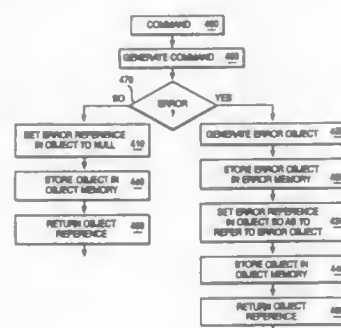 COMMAND
GENERATE COMMAND
470
ERROR
?
NO
YES
SET ERROR REFERENCE
IN OBJECT TO NULL 410
STORE OBJECT IN
OBJECT MEMORY
RETURN OBJECT
REFERENCE
GENERATE ERROR OBJECT
STORE ERROR OBJECT
IN ERROR MEMORY
SET ERROR REFERENCE
IN OBJECT SO AS TO
REFER TO ERROR OBJECT
STORE OBJECT IN
OBJECT MEMORY
RETURN OBJECT
REFERENCE